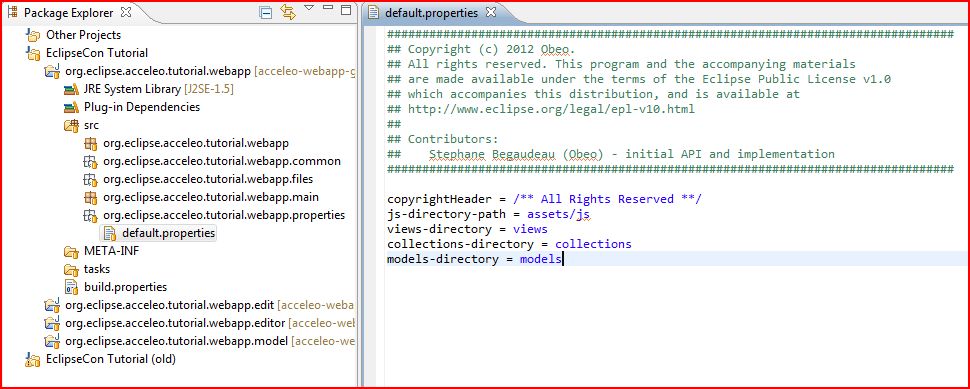 Package Explorer
Other Projects
EclipseCon Tutorial
org.eclipse.acceleo.tutorial.webapp [acceleo-webapp-g
JRE System Library [J2SE-1.5]
Plug-in Dependencies
src
org.eclipse.acceleo.tutorial.webapp
org.eclipse.acceleo.tutorial.webapp.common
org.eclipse.acceleo.tutorial.webapp.files
org.eclipse.acceleo.tutorial.webapp.main
org.eclipse.acceleo.tutorial.webapp.properties
default.properties
META-INF
tasks
build.properties
org.eclipse.acceleo.tutorial.webapp.edit [acceleo-weba
org.eclipse.acceleo.tutorial.webapp.editor [acceleo-web
org.eclipse.acceleo.tutorial.webapp.model [acceleo-we
EclipseCon Tutorial (old)
default.properties
################################################################################
## Copyright (c) 2012 Obeo.
## All rights reserved. This program and the accompanying materials
## are made available under the terms of the Eclipse Public License v1.0
## which accompanies this distribution, and is available at
## http://www.eclipse.org/legal/epl-v10.html
##
## Contributors:
##    Stephane Begaudeau (Obeo) - initial API and implementation
################################################################################
copyrightHeader = /** All Rights Reserved **/
js-directory-path = assets/js
views-directory = views
collections-directory = collections
models-directory = models